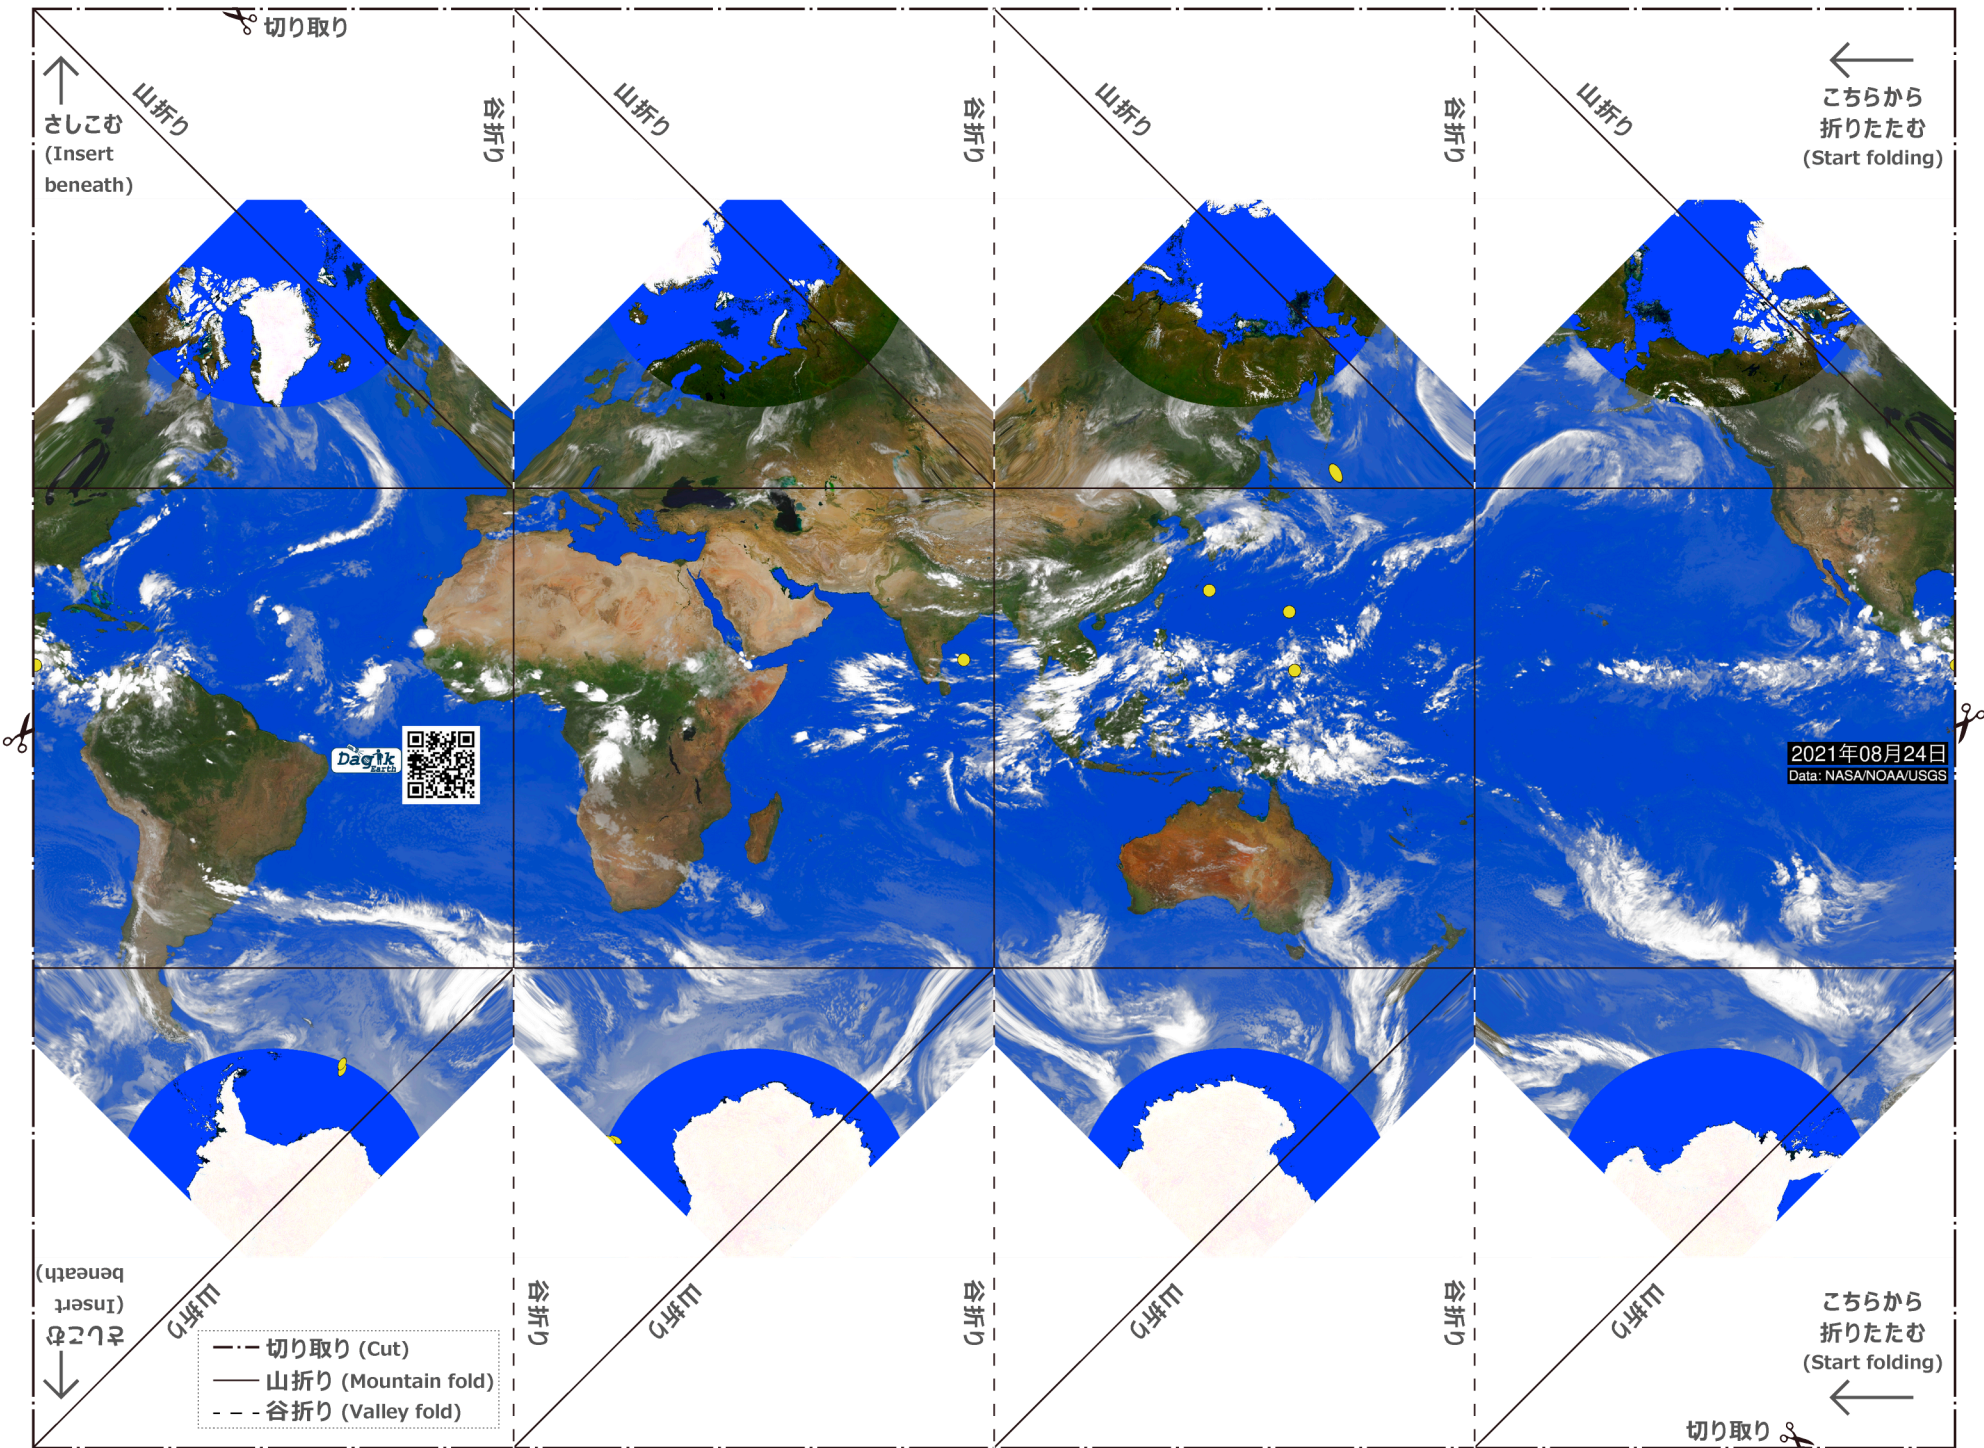 切り取り
さしこむ
(Insert
beneath)
山折り
谷折り
山折り
谷折り
山折り
谷折り
山折り
こちらから
折りたたむ
(Start folding)
Dagik
Earth
2021年08月24日
Data: NASA/NOAA/USGS
さしこむ
(Insert
beneath)
山折り
谷折り
山折り
谷折り
山折り
谷折り
山折り
こちらから
折りたたむ
(Start folding)
切り取り (Cut)
山折り (Mountain fold)
谷折り (Valley fold)
切り取り